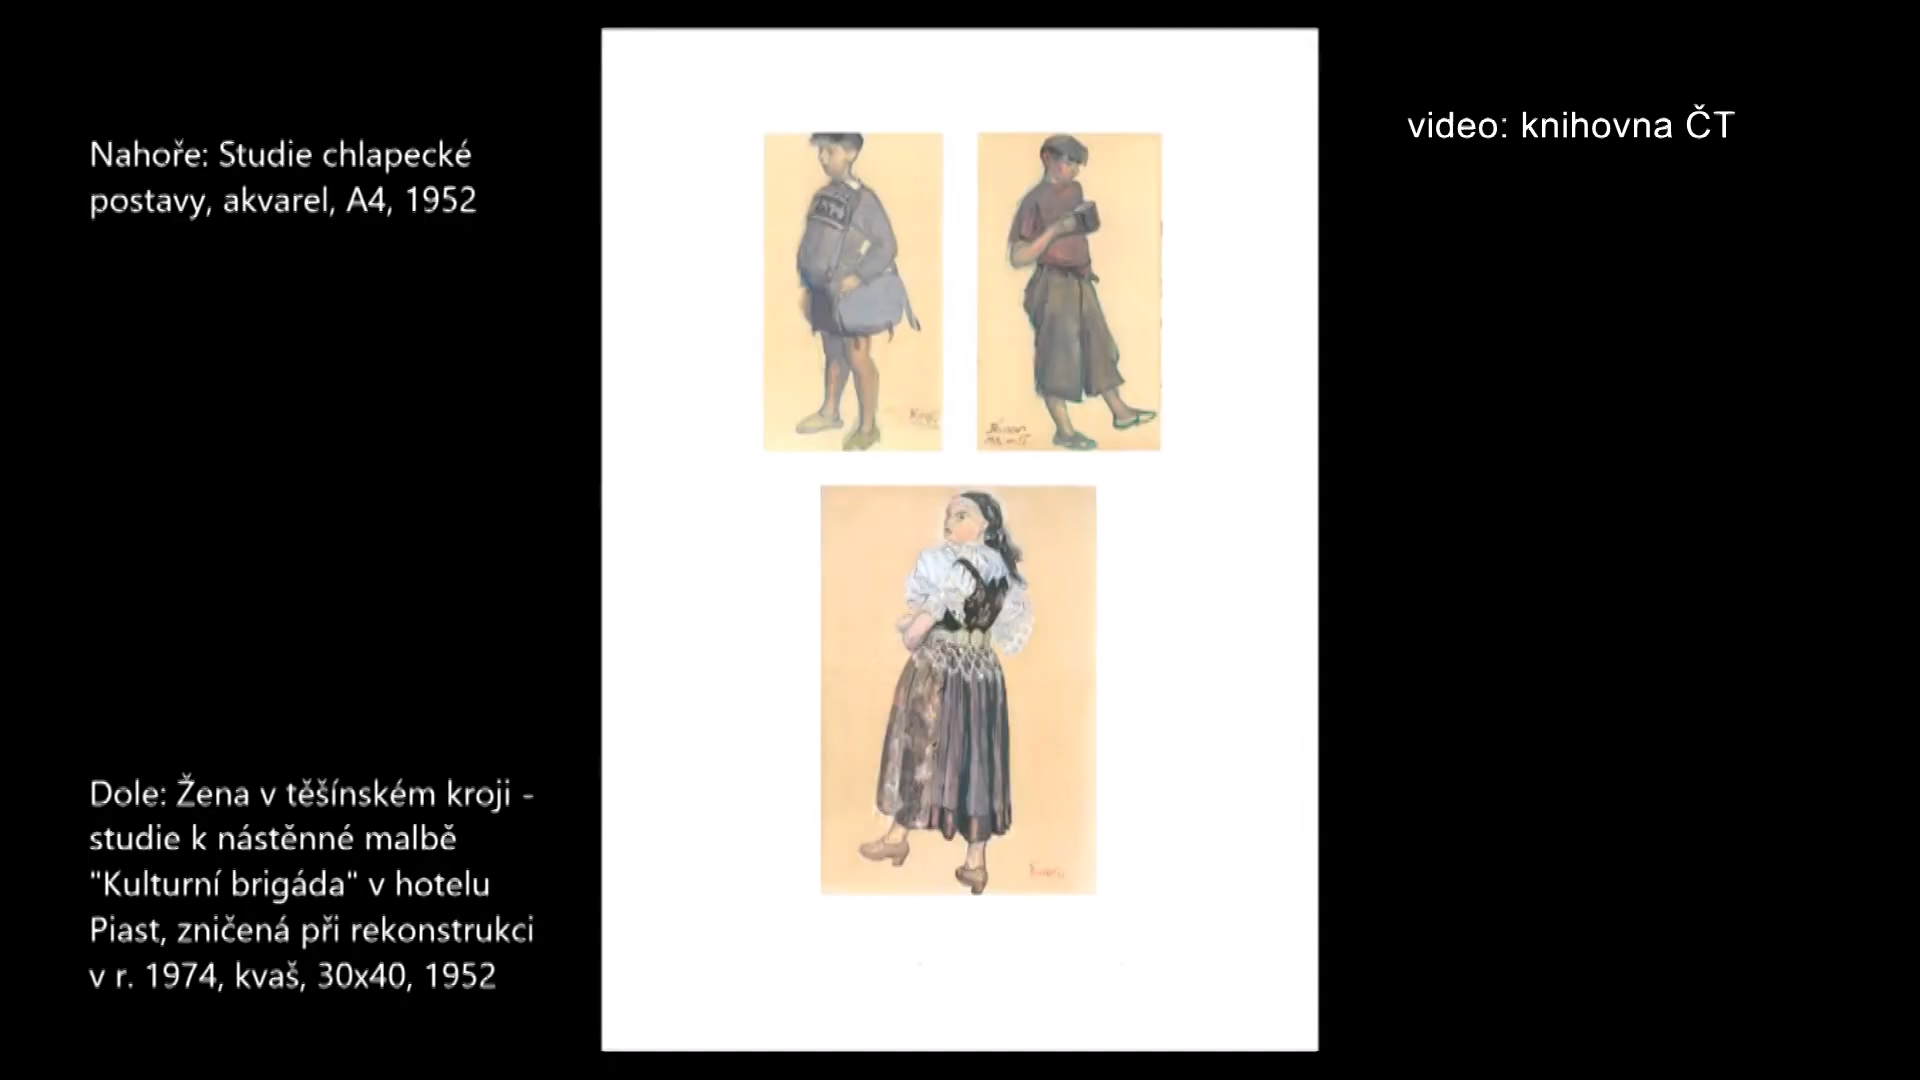 Nahoře: Studie chlapecké
postavy, akvarel, A4, 1952
video: knihovna ČT
Dole: Žena v těšínském kroji -
studie k nástěnné malbě
"Kulturní brigáda" v hotelu
Piast, zničená při rekonstrukci
v r. 1974, kvaš, 30x40, 1952